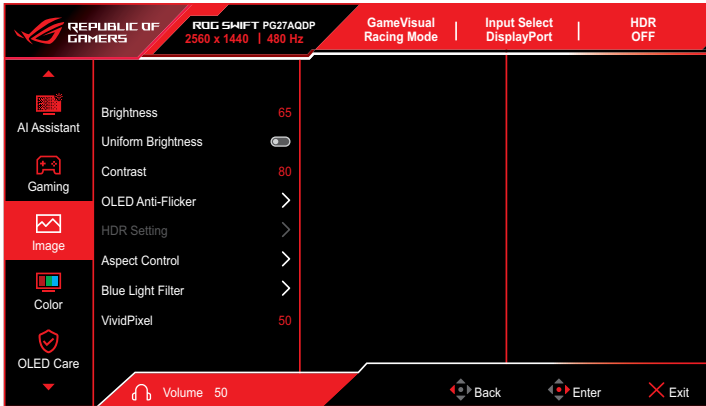 REPUBLIC OF
GAMERS
ROG SWIFT PG27AQDP
2560 x 1440 | 480 Hz
GameVisual
Racing Mode
Input Select
DisplayPort
HDR
OFF
AI Assistant
Gaming
Image
Color
OLED Care
Brightness 65
Uniform Brightness
Contrast 80
OLED Anti-Flicker
HDR Setting
Aspect Control
Blue Light Filter
VividPixel 50
Volume 50
Back
Enter
Exit